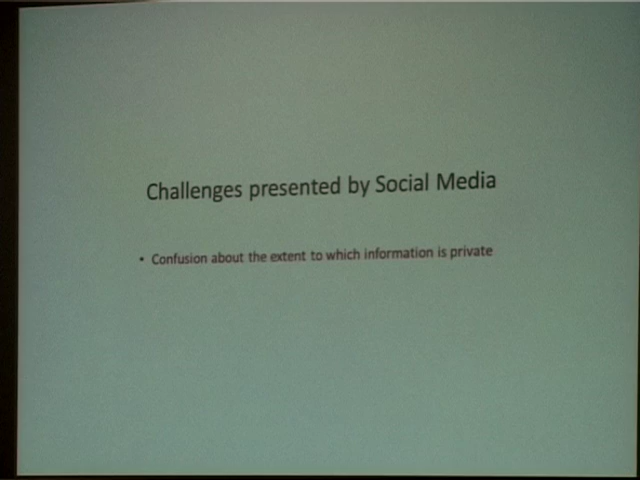 Challenges presented by Social Media
• Confusion about the extent to which information is private